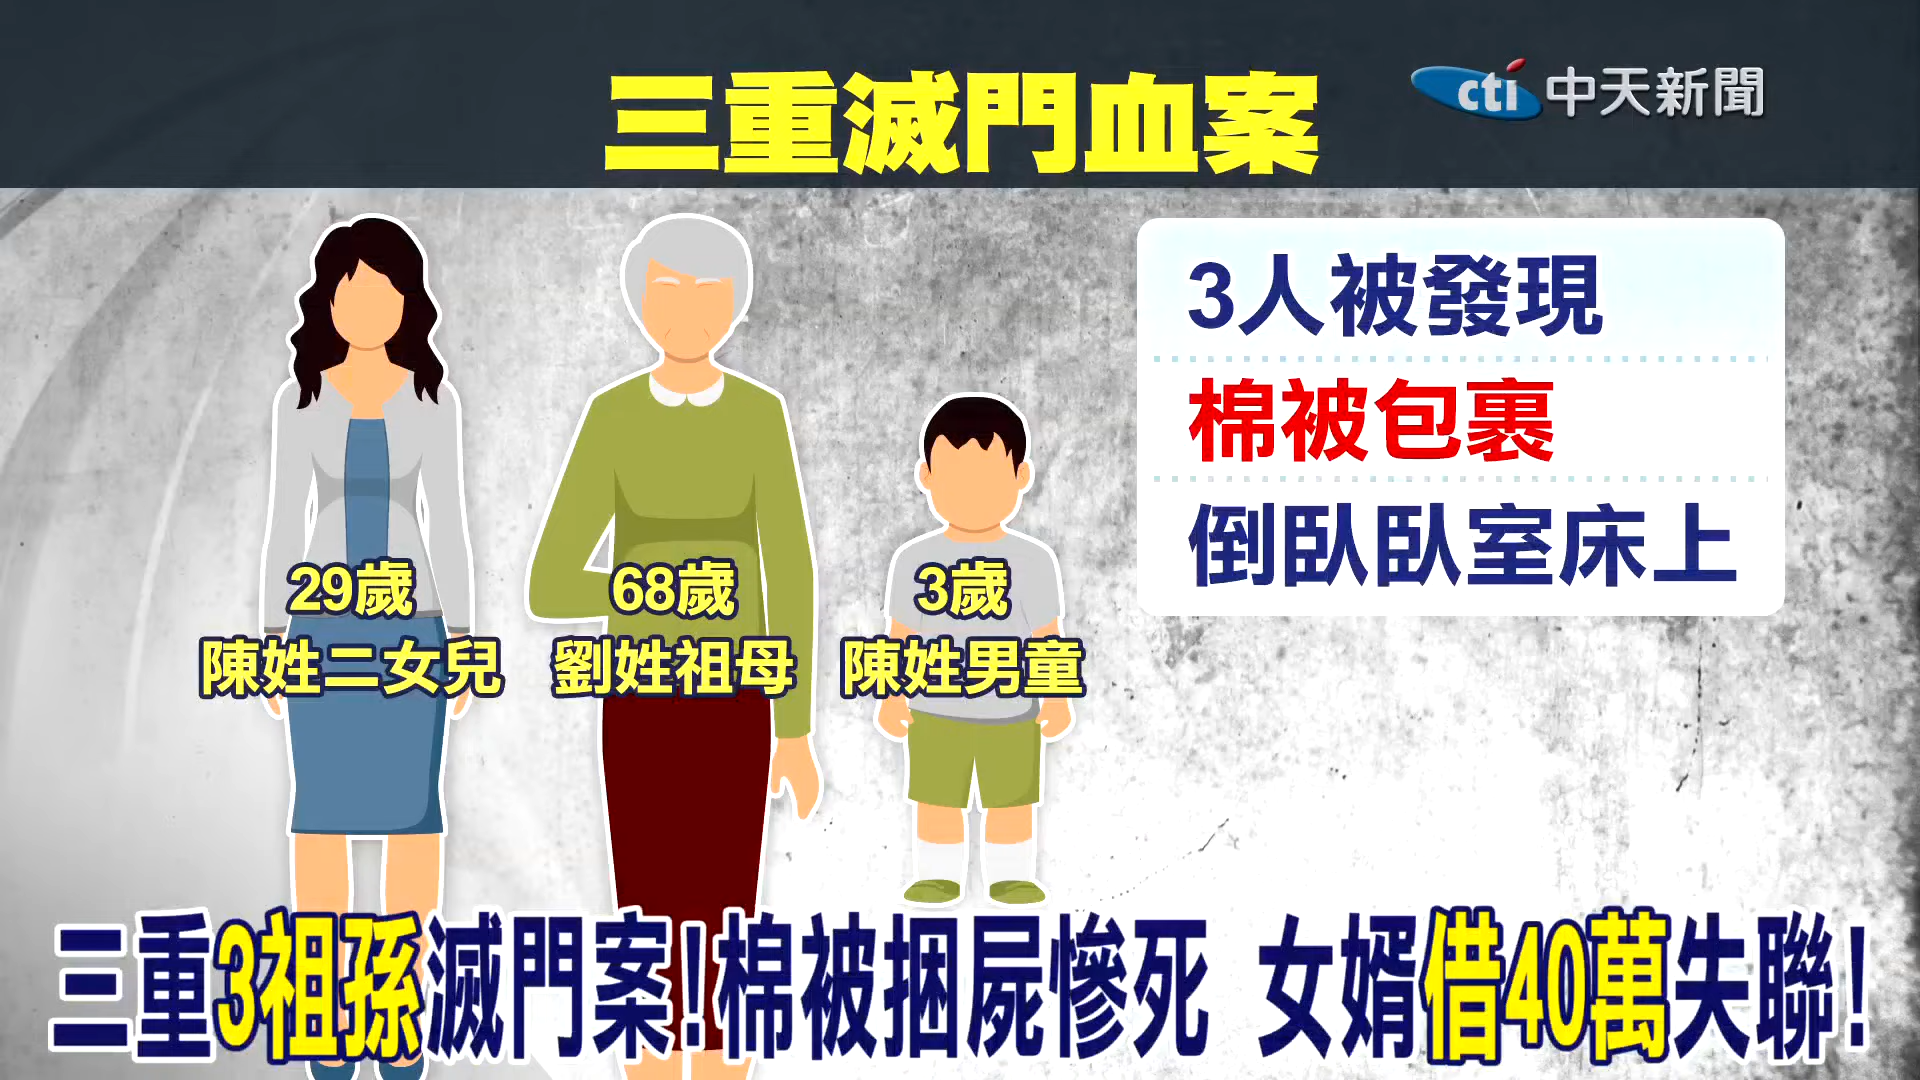 三重滅門血案
cti 中天新聞
3人被發現
棉被包裹
倒臥臥室床上
29歲
陳姓二女兒
68歲
劉姓祖母
3歲
陳姓男童
三重3祖孫滅門案!棉被捆屍慘死 女婿借40萬失聯!